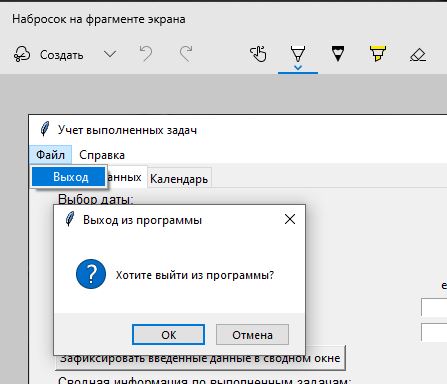 Набросок на фрагменте экрана
Создать
Учет выполненных задач
Файл Справка
Выход
анных Календарь
Выбор даты:
Выход из программы
Хотите выйти из программы?
е
OK Отмена
Зафиксировать введенные данные в сводном окне
Сводная информация по выполненным задачам: